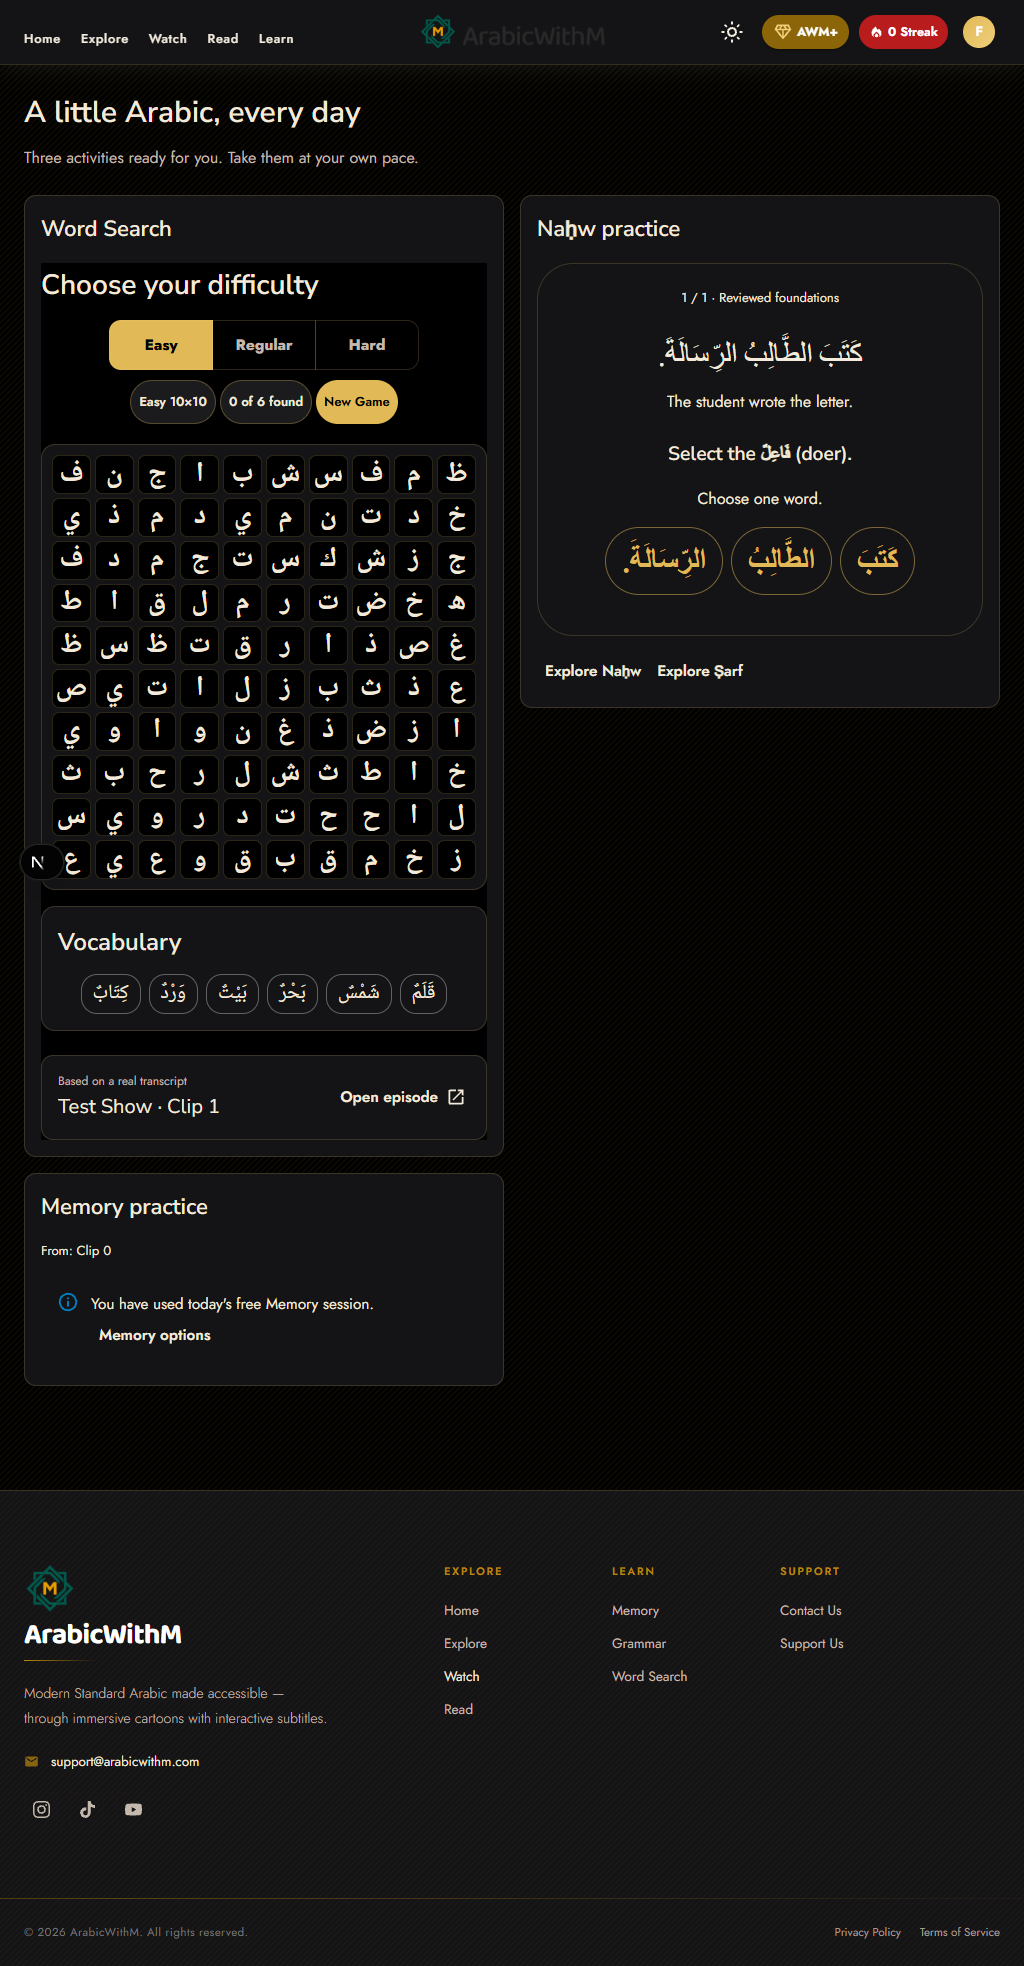 Home Explore Watch Read Learn
M ArabicWithM
AWM+ 0 Streak F
A little Arabic, every day
Three activities ready for you. Take them at your own pace.
Word Search
Choose your difficulty
Easy Regular Hard
Easy 10×10 0 of 6 found New Game
ظ م ف س ش ب ا ج ن ف
خ د ت ن م ي د م ذ ي
ج ز ش ك س ت ج م د ف
ه خ ض ت ر م ل ق ا ط
غ ص ذ ا ر ق ت ظ س ظ
ع ذ ث ب ز ل ا ت ي ص
ا ز ض ذ غ ن و ا و ي
خ ا ط ث ش ل ر ح ب ث
ل ا ح ح ت د ر و ي س
ز خ م ق ب ق و ع ي ع
N
Vocabulary
قَلَمٌ شَمْسٌ بَحْرٌ بَيْتٌ وَرْدٌ كِتَابٌ
Based on a real transcript
Test Show · Clip 1
Open episode
Memory practice
From: Clip 0
You have used today's free Memory session.
Memory options
Naḥw practice
1 / 1 · Reviewed foundations
كَتَبَ الطَّالِبُ الرِّسَالَةَ.
The student wrote the letter.
Select the فَاعِلٌ (doer).
Choose one word.
كَتَبَ الطَّالِبُ الرِّسَالَةَ.
Explore Naḥw Explore Ṣarf
M
ArabicWithM
Modern Standard Arabic made accessible —
through immersive cartoons with interactive subtitles.
support@arabicwithm.com
EXPLORE
Home
Explore
Watch
Read
LEARN
Memory
Grammar
Word Search
SUPPORT
Contact Us
Support Us
© 2026 ArabicWithM. All rights reserved.
Privacy Policy Terms of Service